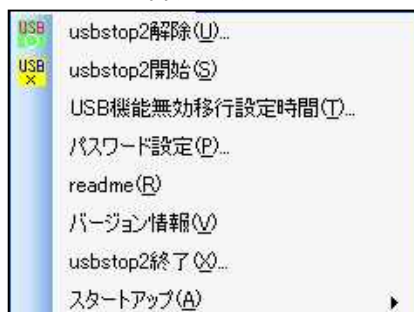 USB usbstop2解除(U)...
USB × usbstop2開始(S)
USB機能無効移行設定時間(T)...
パスワード設定(P)...
readme(R)
バージョン情報(V)
usbstop2終了(X)...
スタートアップ(A)